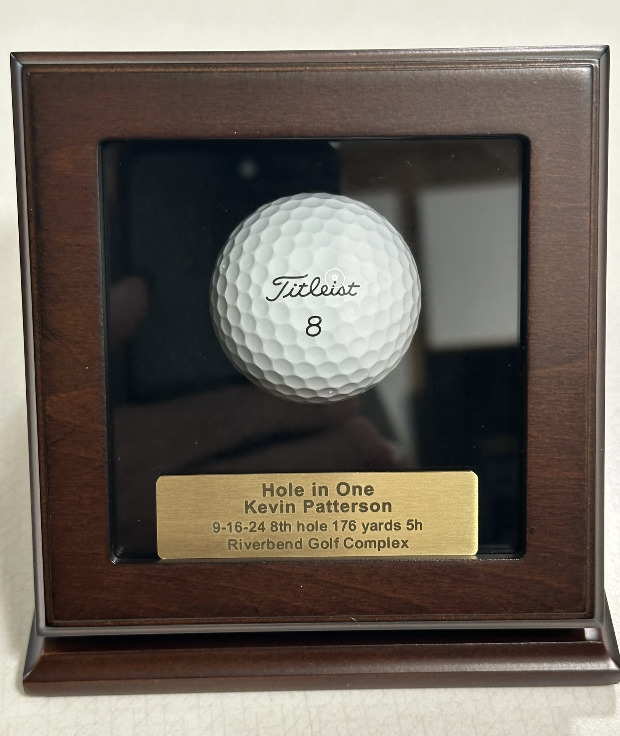 Titleist
8
Hole in One
Kevin Patterson
9-16-24 8th hole 176 yards 5h
Riverbend Golf Complex